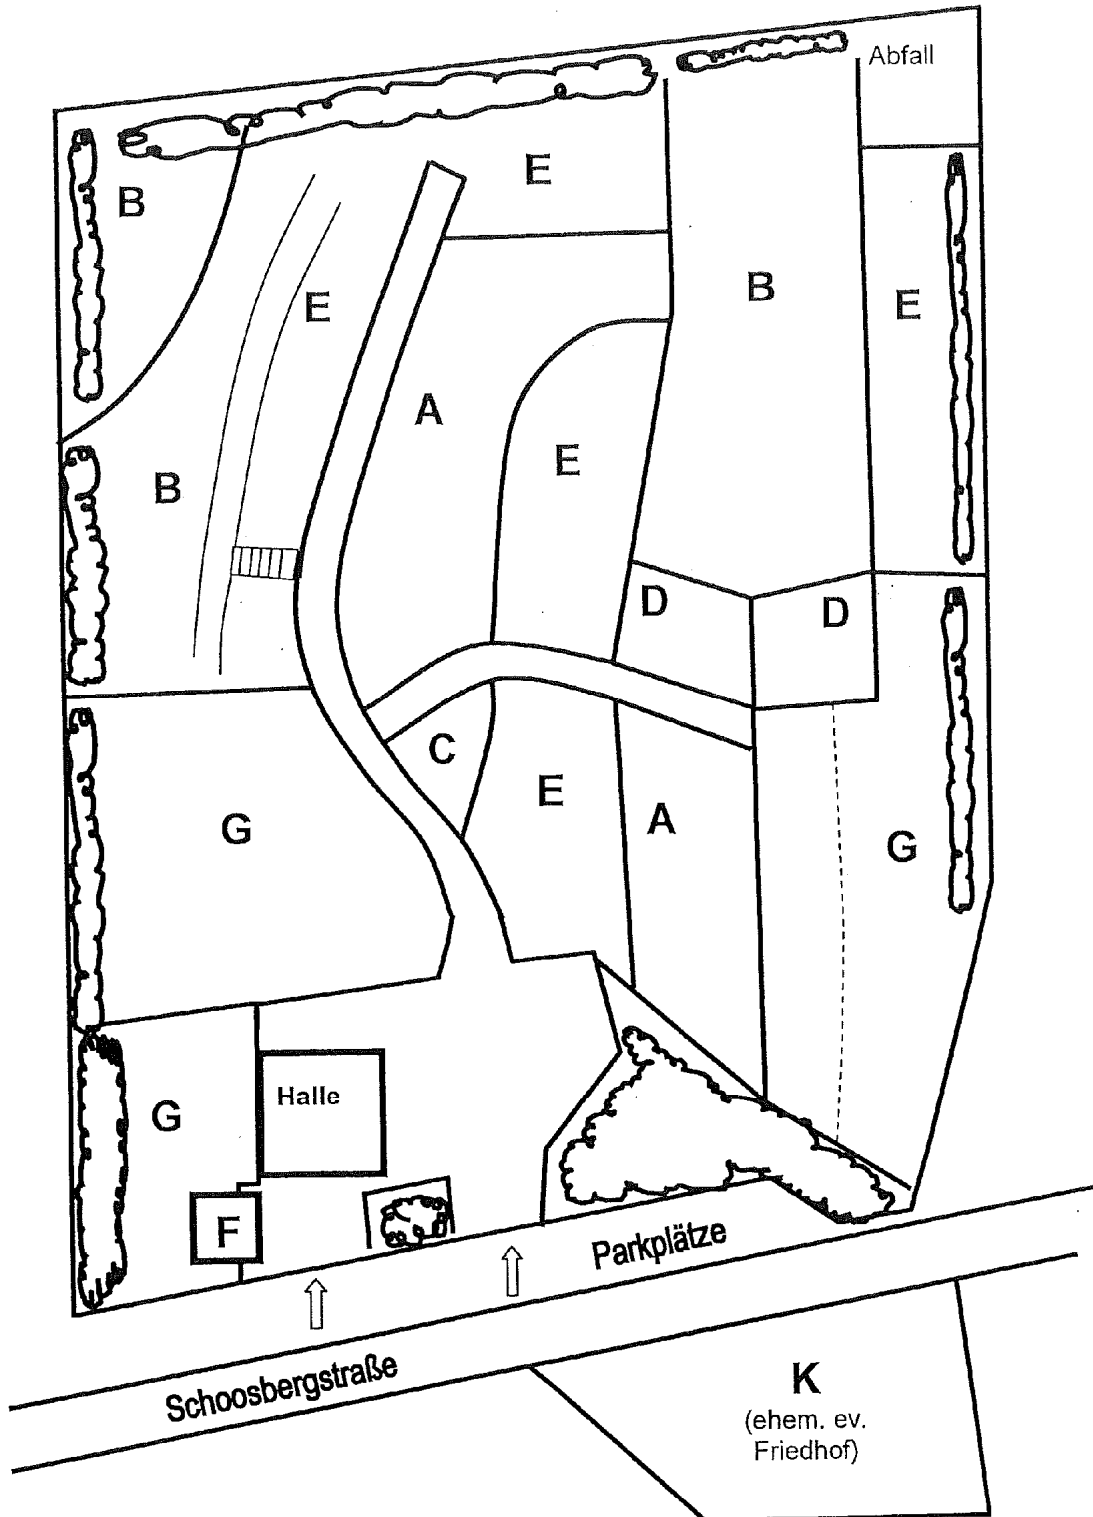 Abfall
E
B
E
B
E
A
E
B
D
D
C
E
A
G
G
Halle
G
F
Parkplätze
Schoosbergstraße
K
(ehem. ev.
Friedhof)